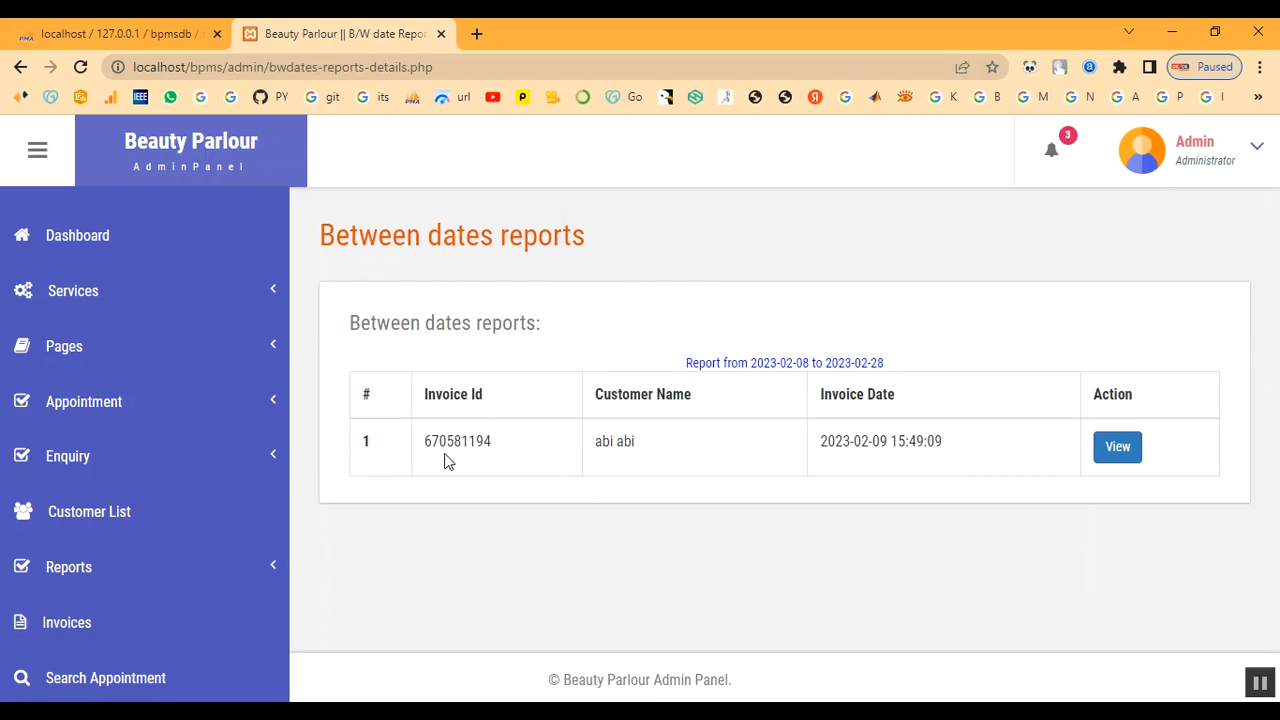 localhost / 127.0.0.1 / bpmsdb /
Beauty Parlour || B/W date Repor
localhost/bpms/admin/bwdates-reports-details.php
Paused
PY
git
its
url
Go
K
B
M
N
A
P
I
»
Beauty Parlour
AdminPanel
3
Admin
Administrator
Dashboard
Services
Pages
Appointment
Enquiry
Customer List
Reports
Invoices
Search Appointment
Between dates reports
Between dates reports:
Report from 2023-02-08 to 2023-02-28
# Invoice Id Customer Name Invoice Date Action
1 670581194 abi abi 2023-02-09 15:49:09 View
© Beauty Parlour Admin Panel.